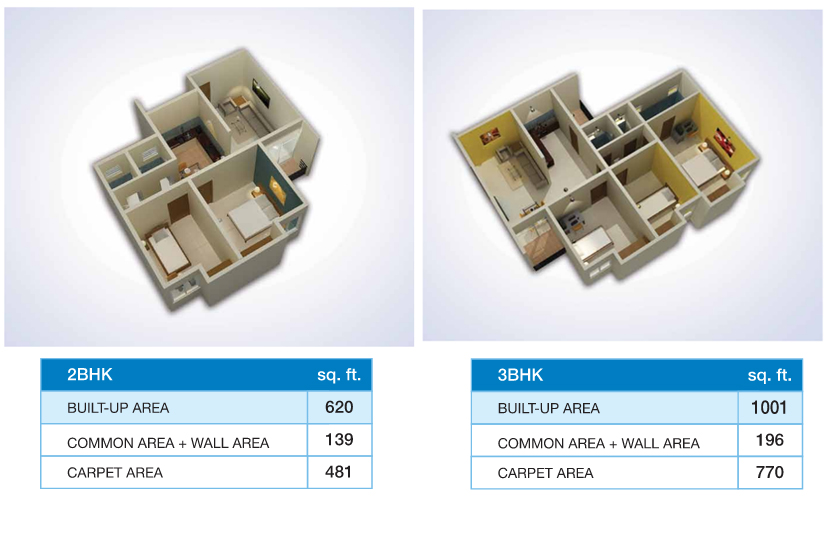 2BHK sq. ft.
BUILT-UP AREA 620
COMMON AREA + WALL AREA 139
CARPET AREA 481
3BHK sq. ft.
BUILT-UP AREA 1001
COMMON AREA + WALL AREA 196
CARPET AREA 770